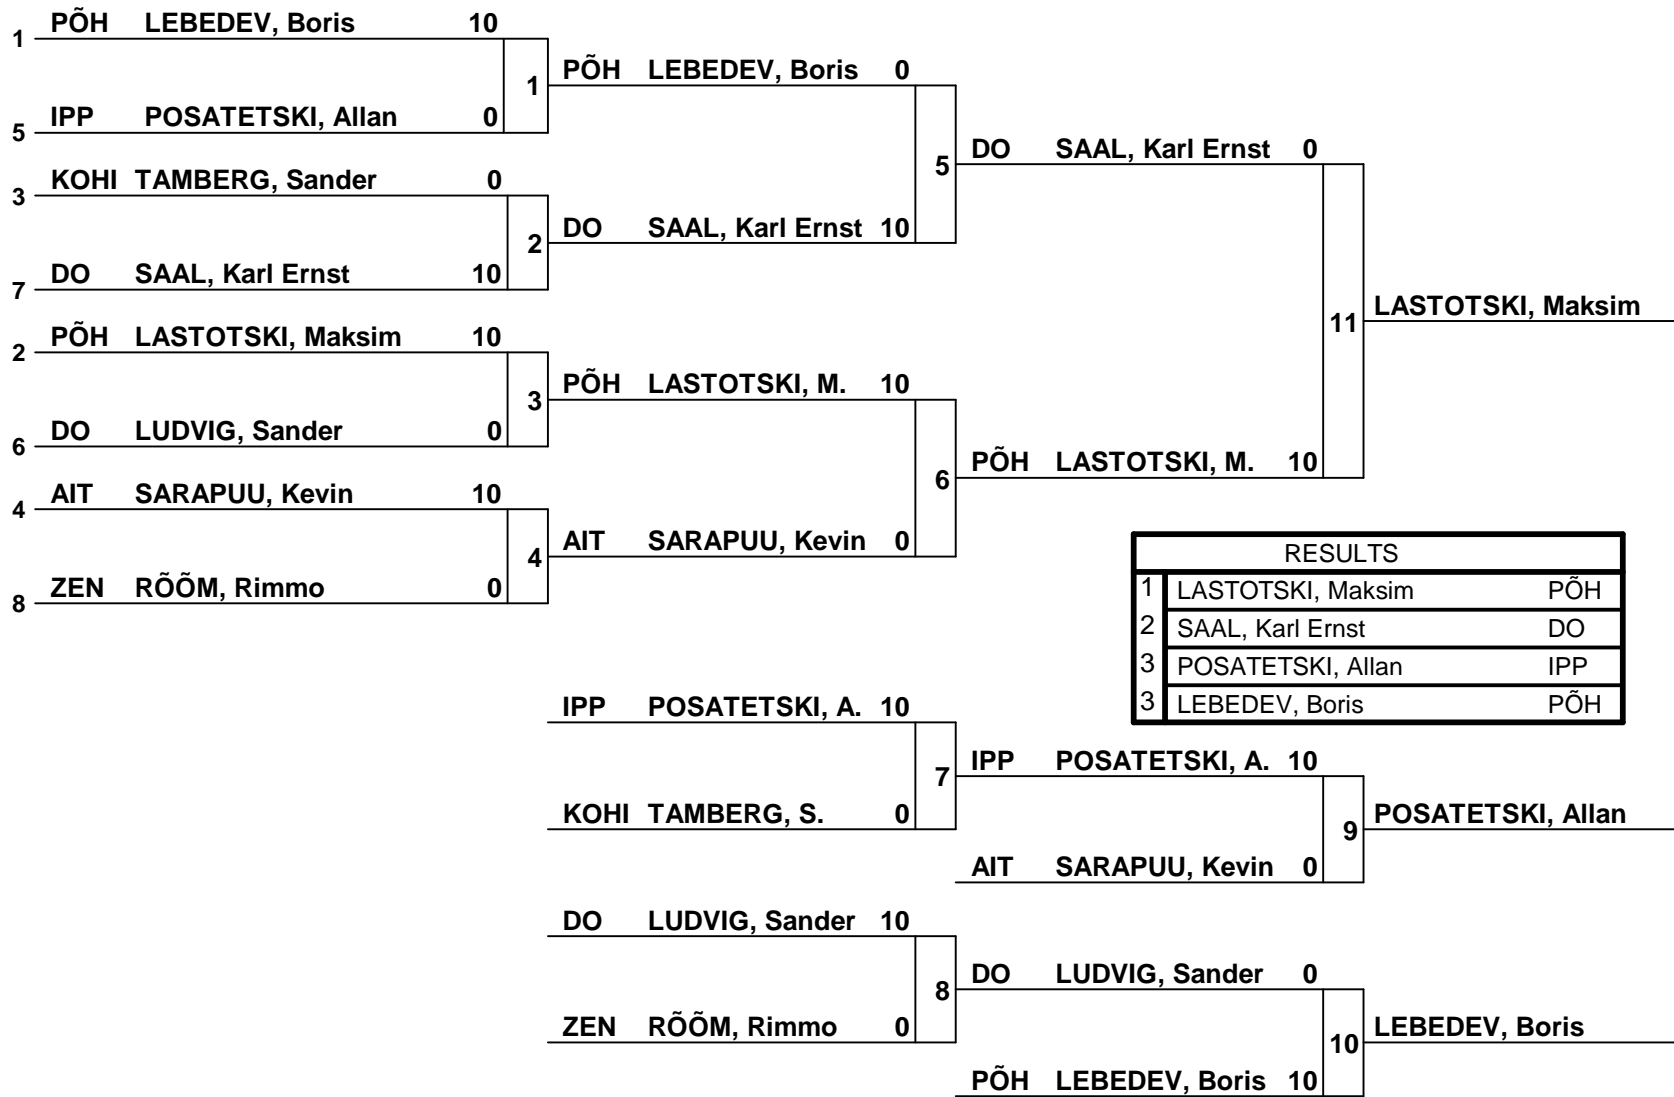 1 PÕH LEBEDEV, Boris 10
5 IPP POSATETSKI, Allan 0
1
3 KOHI TAMBERG, Sander 0
7 DO SAAL, Karl Ernst 10
2
2 PÕH LASTOTSKI, Maksim 10
6 DO LUDVIG, Sander 0
3
4 AIT SARAPUU, Kevin 10
8 ZEN RÕÕM, Rimmo 0
4
PÕH LEBEDEV, Boris 0
DO SAAL, Karl Ernst 10
5
PÕH LASTOTSKI, M. 10
AIT SARAPUU, Kevin 0
6
DO SAAL, Karl Ernst 0
PÕH LASTOTSKI, M. 10
11
LASTOTSKI, Maksim
RESULTS
1 LASTOTSKI, Maksim PÕH
2 SAAL, Karl Ernst DO
3 POSATETSKI, Allan IPP
3 LEBEDEV, Boris PÕH
IPP POSATETSKI, A. 10
KOHI TAMBERG, S. 0
7
IPP POSATETSKI, A. 10
AIT SARAPUU, Kevin 0
9
POSATETSKI, Allan
DO LUDVIG, Sander 10
ZEN RÕÕM, Rimmo 0
8
DO LUDVIG, Sander 0
PÕH LEBEDEV, Boris 10
10
LEBEDEV, Boris